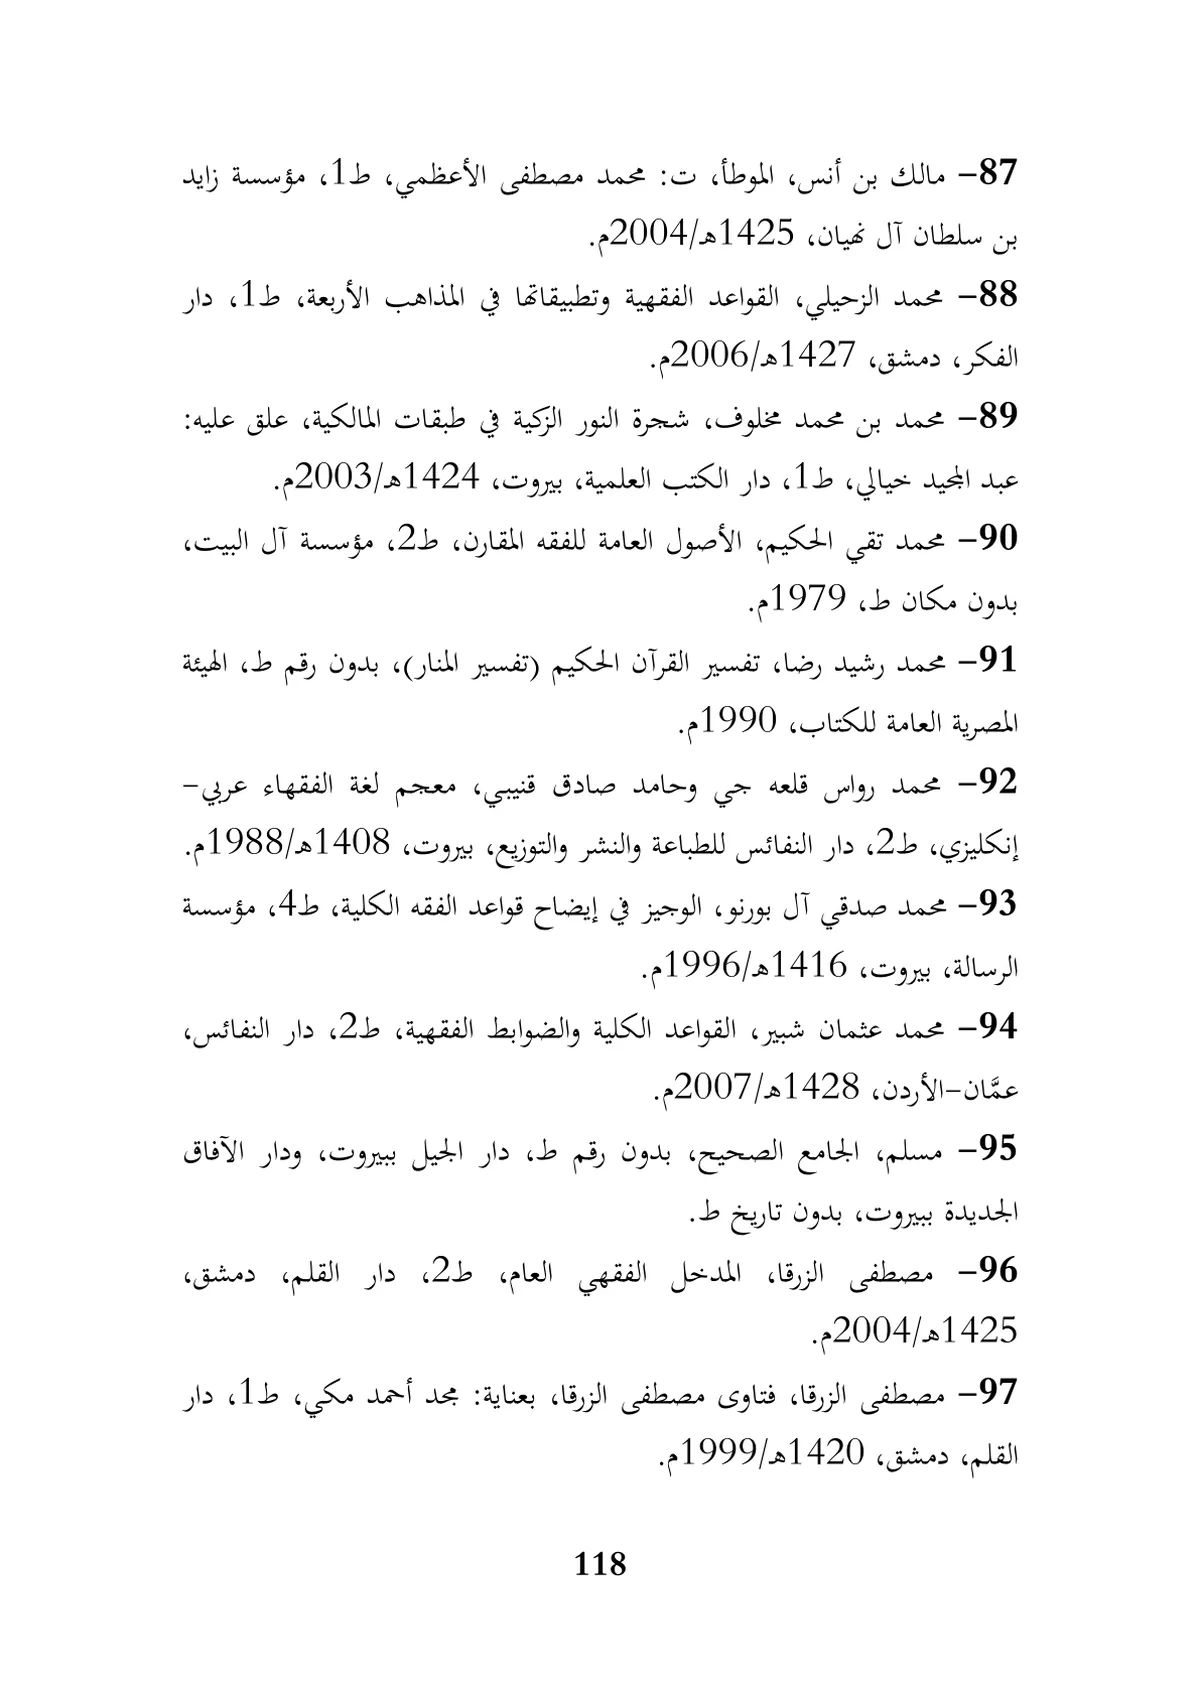 87- مالك بن أنس، الموطأ، ت: محمد مصطفى الأعظمي، ط1، مؤسسة زايد
بن سلطان آل نهيان، 1425هـ/2004م.
88- محمد الزحيلي، القواعد الفقهية وتطبيقاتها في المذاهب الأربعة، ط1، دار
الفكر، دمشق، 1427هـ/2006م.
89- محمد بن محمد مخلوف، شجرة النور الزكية في طبقات المالكية، علق عليه:
عبد المجيد خيالي، ط1، دار الكتب العلمية، بيروت، 1424هـ/2003م.
90- محمد تقي الحكيم، الأصول العامة للفقه المقارن، ط2، مؤسسة آل البيت،
بدون مكان ط، 1979م.
91- محمد رشيد رضا، تفسير القرآن الحكيم (تفسير المنار)، بدون رقم ط، الهيئة
المصرية العامة للكتاب، 1990م.
92- محمد رواس قلعه جي وحامد صادق قنيبي، معجم لغة الفقهاء عربي-
إنكليزي، ط2، دار النفائس للطباعة والنشر والتوزيع، بيروت، 1408هـ/1988م.
93- محمد صدقي آل بورنو، الوجيز في إيضاح قواعد الفقه الكلية، ط4، مؤسسة
الرسالة، بيروت، 1416هـ/1996م.
94- محمد عثمان شبير، القواعد الكلية والضوابط الفقهية، ط2، دار النفائس،
عمَّان-الأردن، 1428هـ/2007م.
95- مسلم، الجامع الصحيح، بدون رقم ط، دار الجيل ببيروت، ودار الآفاق
الجديدة ببيروت، بدون تاريخ ط.
96- مصطفى الزرقا، المدخل الفقهي العام، ط2، دار القلم، دمشق،
1425هـ/2004م.
97- مصطفى الزرقا، فتاوى مصطفى الزرقا، بعناية: مجد أحمد مكي، ط1، دار
القلم، دمشق، 1420هـ/1999م.
118